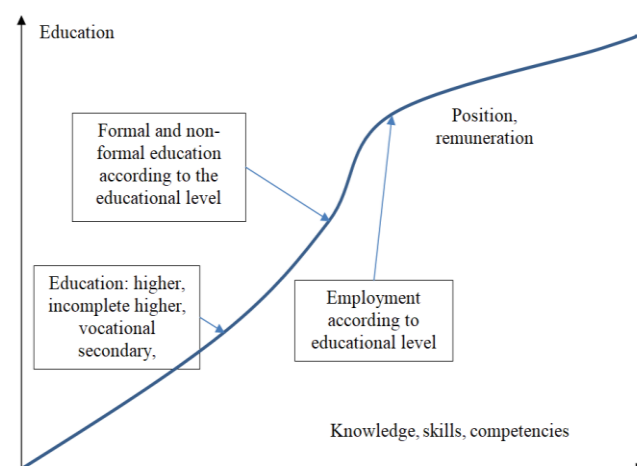 Education
Formal and non-
formal education
according to the
educational level
Position,
remuneration
Education: higher,
incomplete higher,
vocational
secondary,
Employment
according to
educational level
Knowledge, skills, competencies